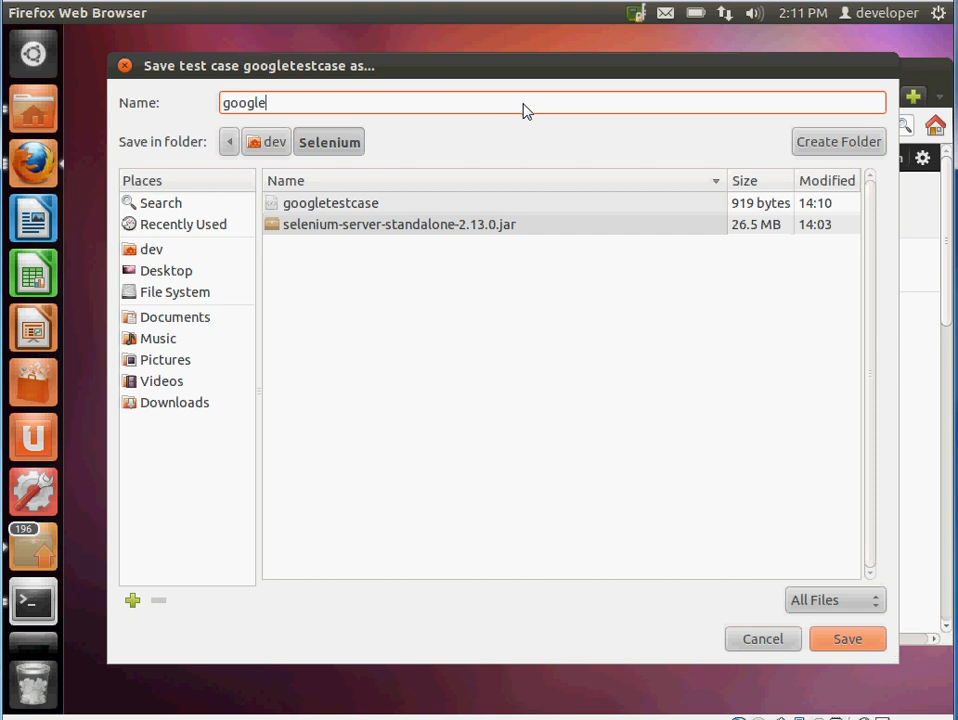 Firefox Web Browser 2:11 PM developer
Save test case googletestcase as...
Name: google
Save in folder: dev Selenium Create Folder
Places Name Size Modified
Search googletestcase 919 bytes 14:10
Recently Used selenium-server-standalone-2.13.0.jar 26.5 MB 14:03
dev
Desktop
File System
Documents
Music
Pictures
Videos
Downloads
196
All Files
Cancel Save